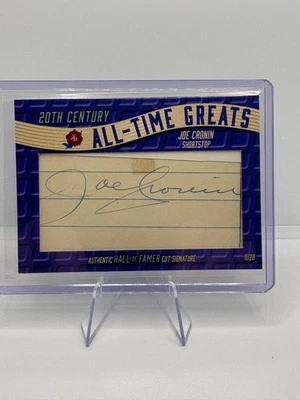 20TH CENTURY
ALL-TIME GREATS
JOE CRONIN
SHORTSTOP
Joe Cronin
AUTHENTIC HALL OF FAMER CUT SIGNATURE